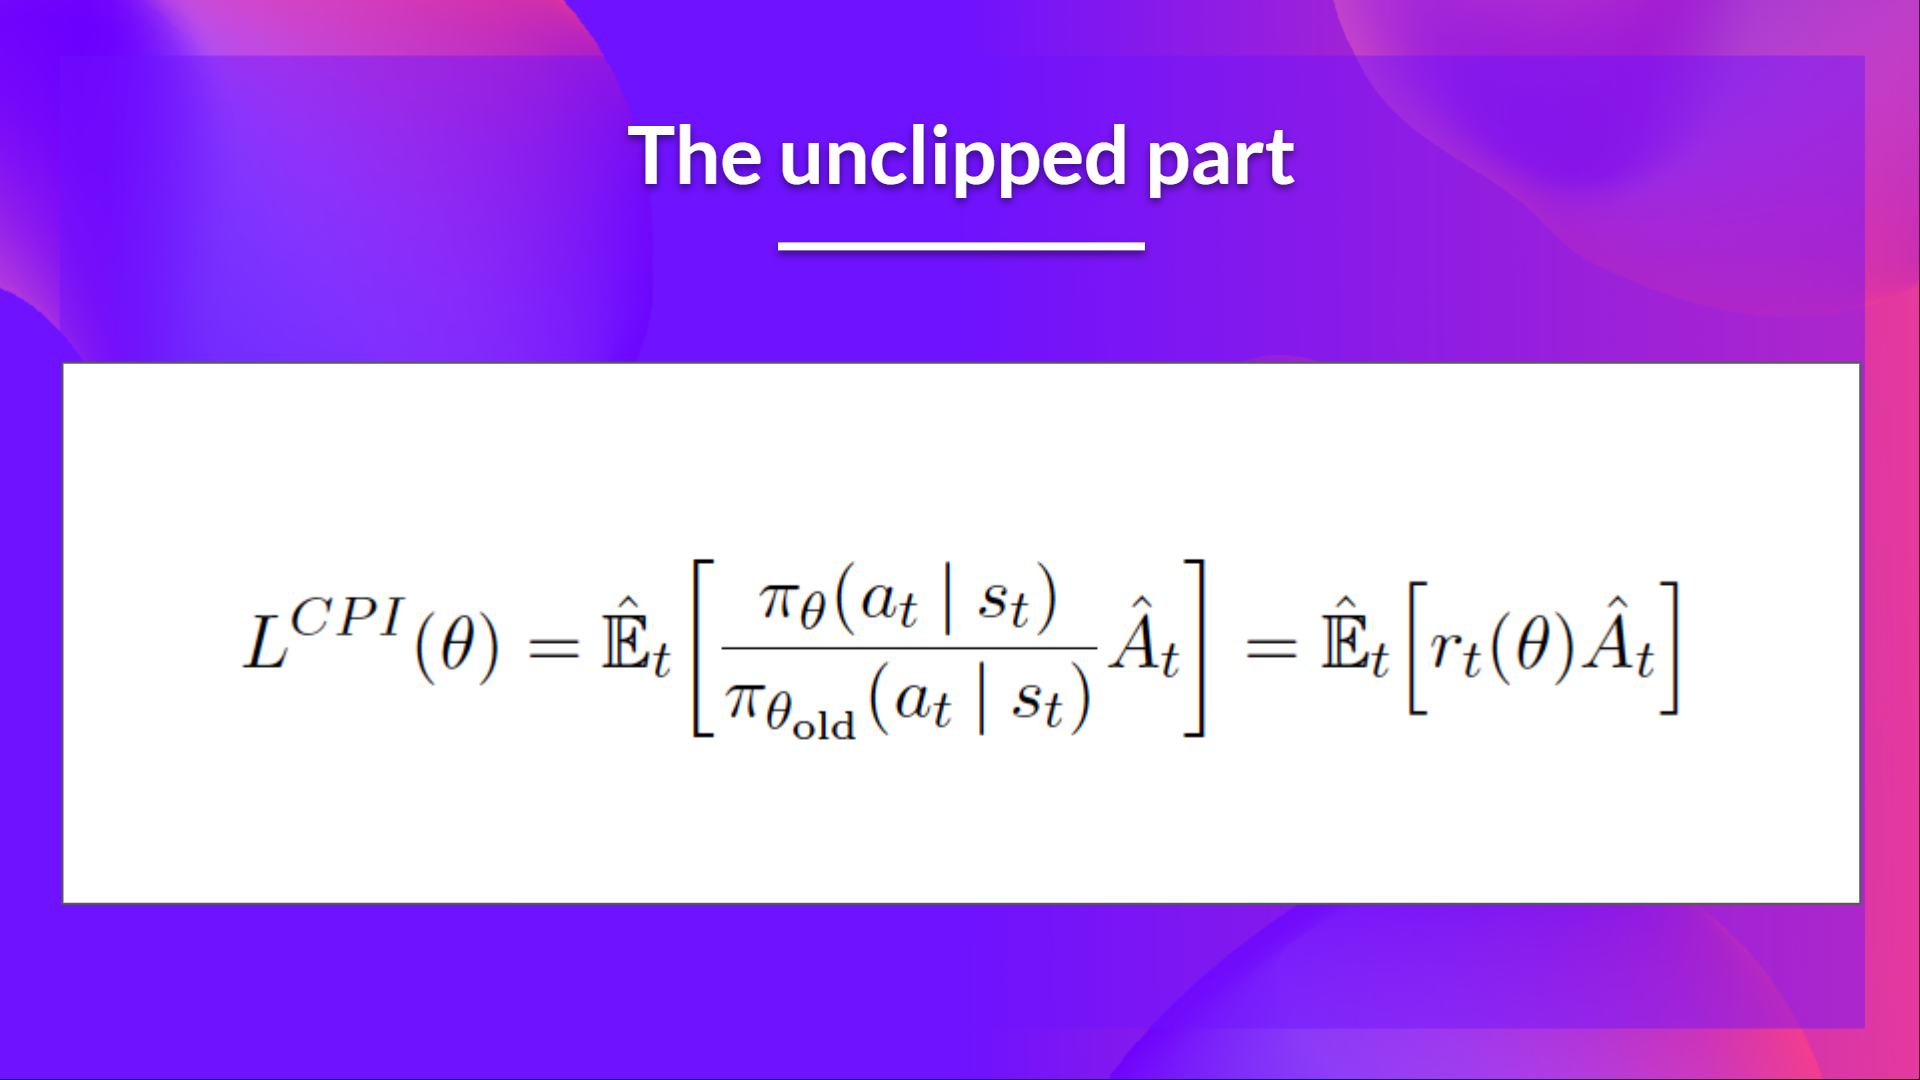 The unclipped part
$L^{CPI}(\theta) = \hat{\mathbb{E}}_t \left[ \frac{\pi_\theta(a_t \mid s_t)}{\pi_{\theta_{\text{old}}}(a_t \mid s_t)} \hat{A}_t \right] = \hat{\mathbb{E}}_t \left[ r_t(\theta) \hat{A}_t \right]$